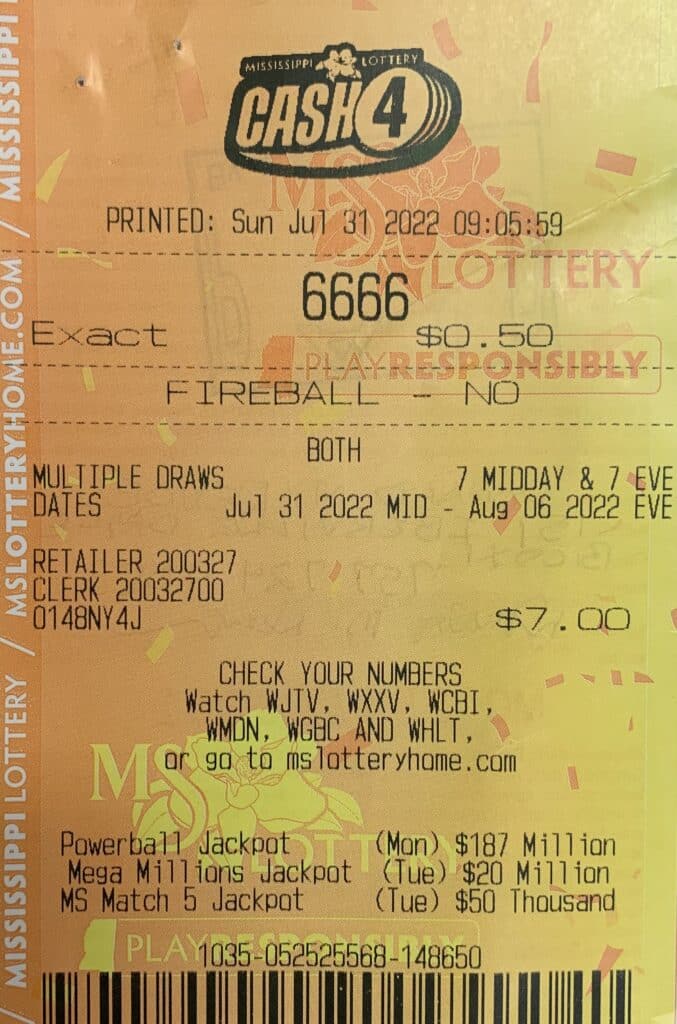 MISSISSIPPI LOTTERY
CASH 4
PRINTED: Sun Jul 31 2022 09:05:59
MS LOTTERY
6666
Exact $0.50
PLAYRESPONSIBLY
FIREBALL - NO
BOTH
MULTIPLE DRAWS 7 MIDDAY & 7 EVE
DATES Jul 31 2022 MID - Aug 06 2022 EVE
RETAILER 200327
CLERK 20032700
0148NY4J $7.00
CHECK YOUR NUMBERS
Watch WJTV, WXXV, WCBI,
WMDN, WGBC AND WHLT,
or go to mslotteryhome.com
MS LOTTERY
Powerball Jackpot (Mon) $187 Million
Mega Millions Jackpot (Tue) $20 Million
MS Match 5 Jackpot (Tue) $50 Thousand
PLAYRESPONSIBLY
1035-052525568-148650
MISSISSIPPI LOTTERY / MSLOTTERYHOME.COM / MISSISSIPPI